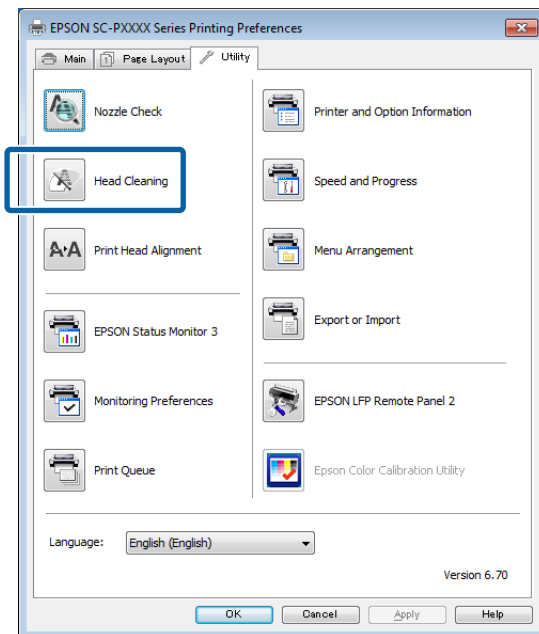 EPSON SC-PXXXX Series Printing Preferences
Main
Page Layout
Utility
Nozzle Check
Printer and Option Information
Head Cleaning
Speed and Progress
Print Head Alignment
Menu Arrangement
EPSON Status Monitor 3
Export or Import
Monitoring Preferences
EPSON LFP Remote Panel 2
Print Queue
Epson Color Calibration Utility
Language:
English (English)
Version 6.70
OK
Cancel
Apply
Help